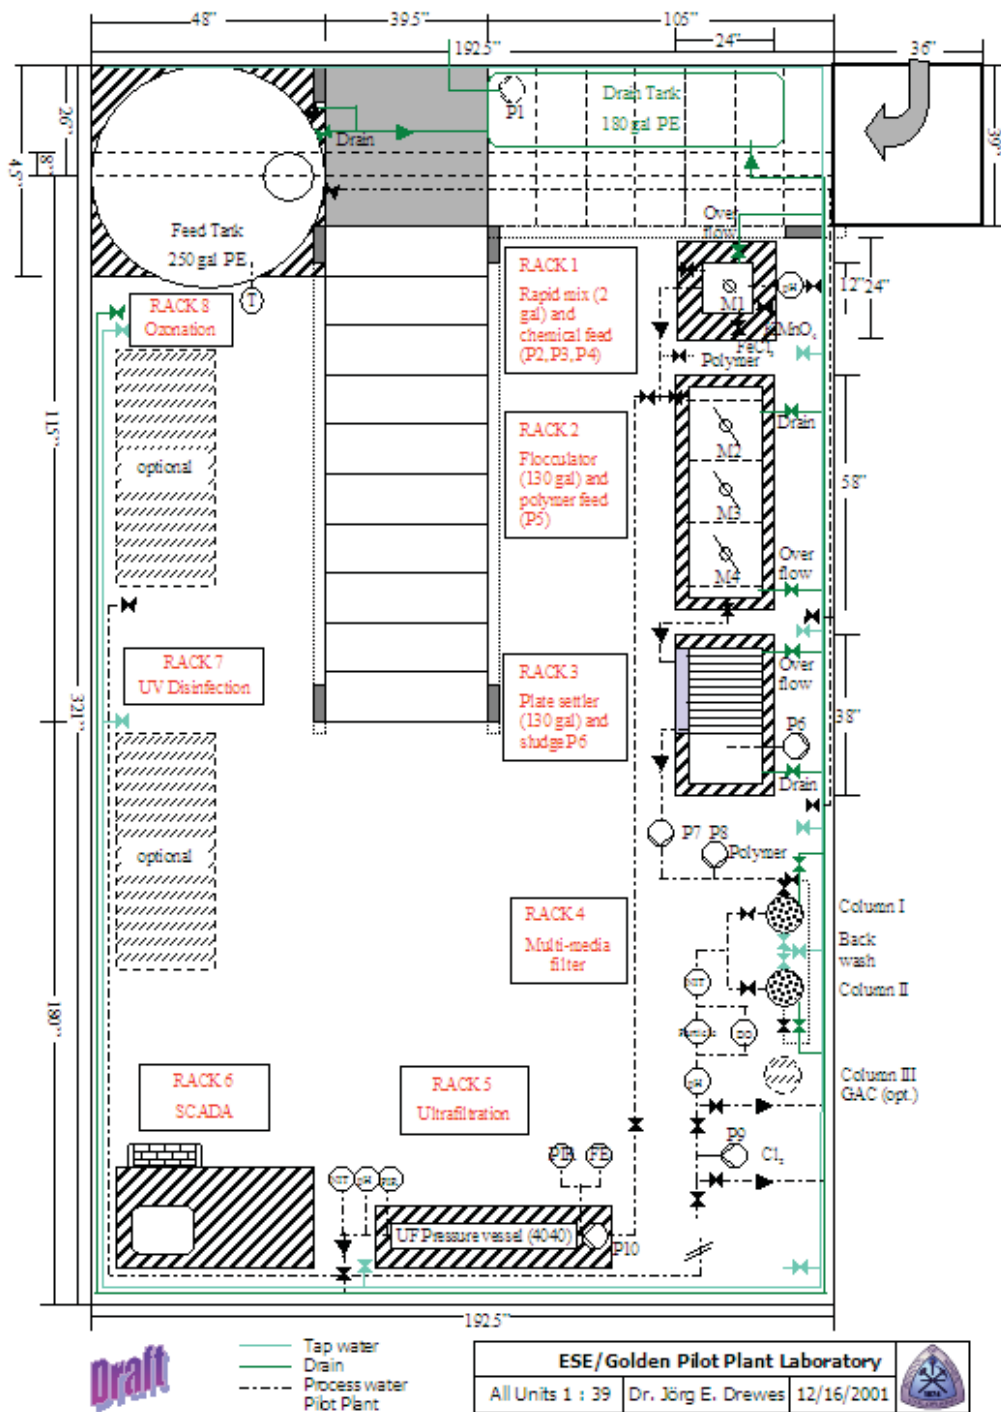 48"
39.5"
105"
192.5"
24"
36"
26"
8"
45"
39"
P1
Drain Tank
180 gal PE
Drain
Feed Tank
250 gal PE
T
Over
flow
RACK 1
Rapid mix (2
gal) and
chemical feed
(P2, P3, P4)
M1
pH
12"
24"
KMnO4
FeCl3
Polymer
RACK 8
Ozonation
optional
115"
RACK 2
Flocculator
(130 gal) and
polymer feed
(P5)
Drain
M2
M3
M4
58"
Over
flow
RACK 7
UV Disinfection
321"
RACK 3
Plate settler
(130 gal) and
sludge P6
Over
flow
P6
38"
Drain
optional
P7 P8
Polymer
RACK 4
Multi-media
filter
Column I
Back
wash
Column II
180"
NIT
Particle
DO
pH
Column III
GAC (opt.)
RACK 6
SCADA
RACK 5
Ultrafiltration
P9
Cl2
PIR
FE
NIT
pH
PIR
UF Pressure vessel (4040)
P10
192.5"
Draft
Tap water
Drain
Process water
Pilot Plant
ESE/Golden Pilot Plant Laboratory
All Units 1 : 39
Dr. Jörg E. Drewes
12/16/2001